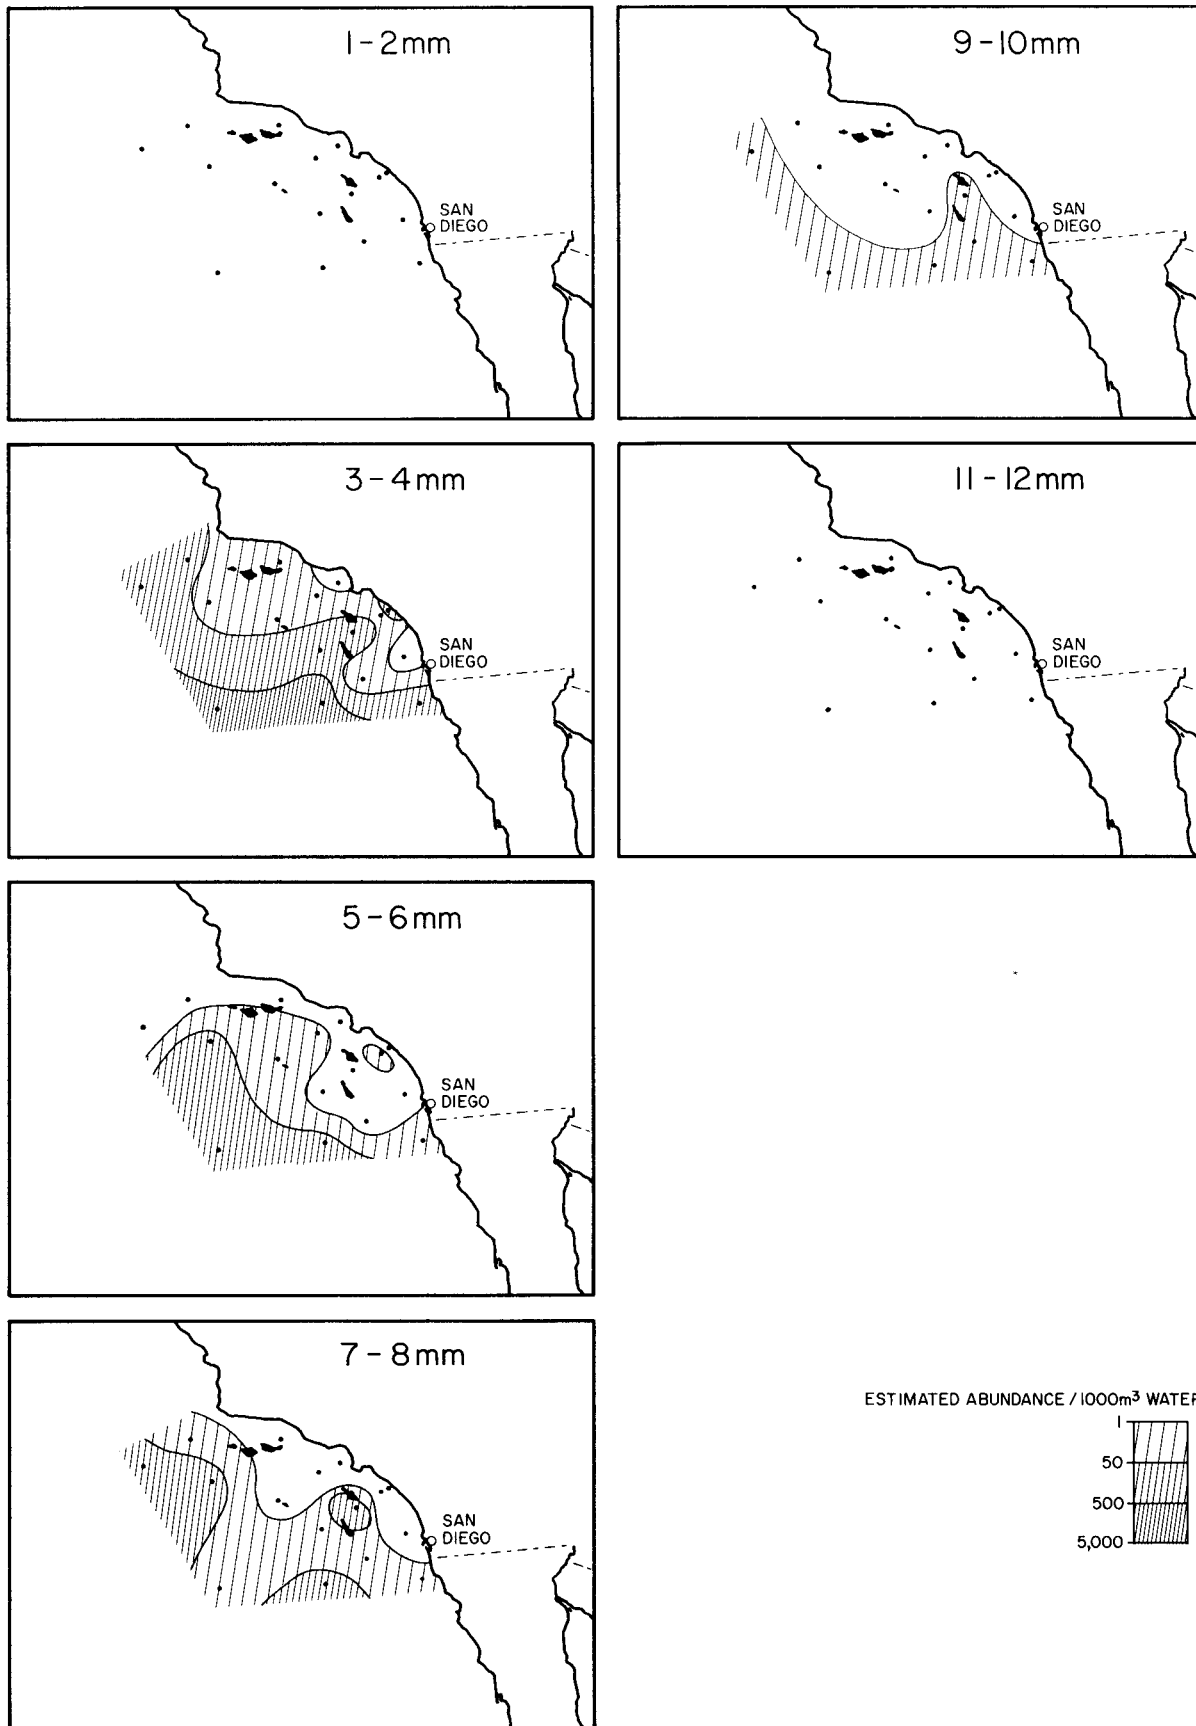 1-2mm
SAN
DIEGO
9-10mm
SAN
DIEGO
3-4mm
SAN
DIEGO
11-12mm
SAN
DIEGO
5-6mm
SAN
DIEGO
7-8mm
SAN
DIEGO
ESTIMATED ABUNDANCE / 1000m³ WATER
1
50
500
5,000